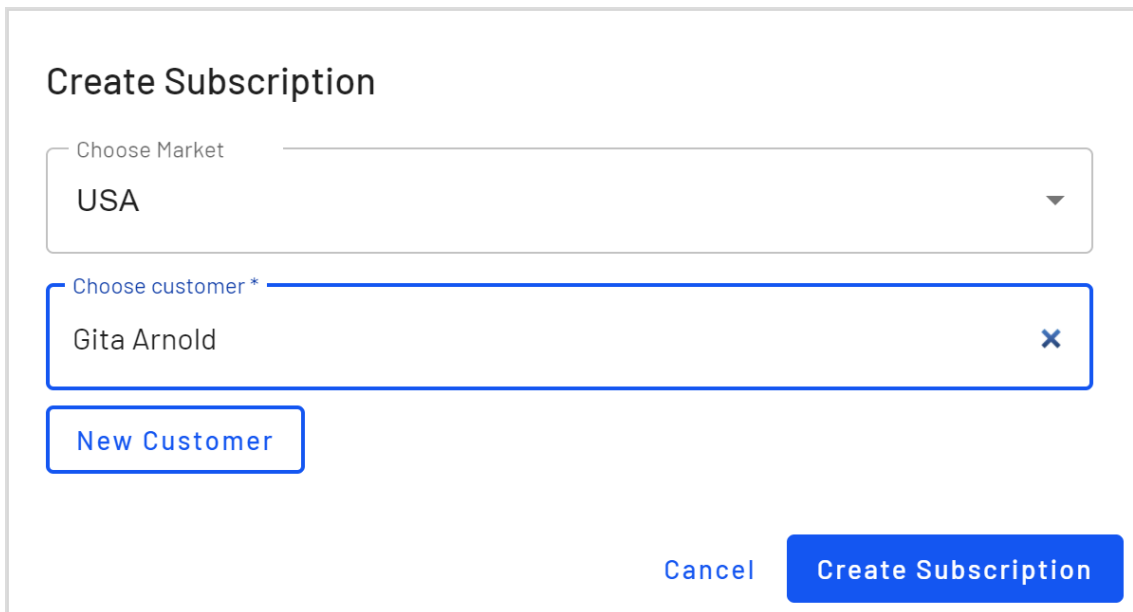 Create Subscription
Choose Market
USA
Choose customer *
Gita Arnold
New Customer
Cancel
Create Subscription